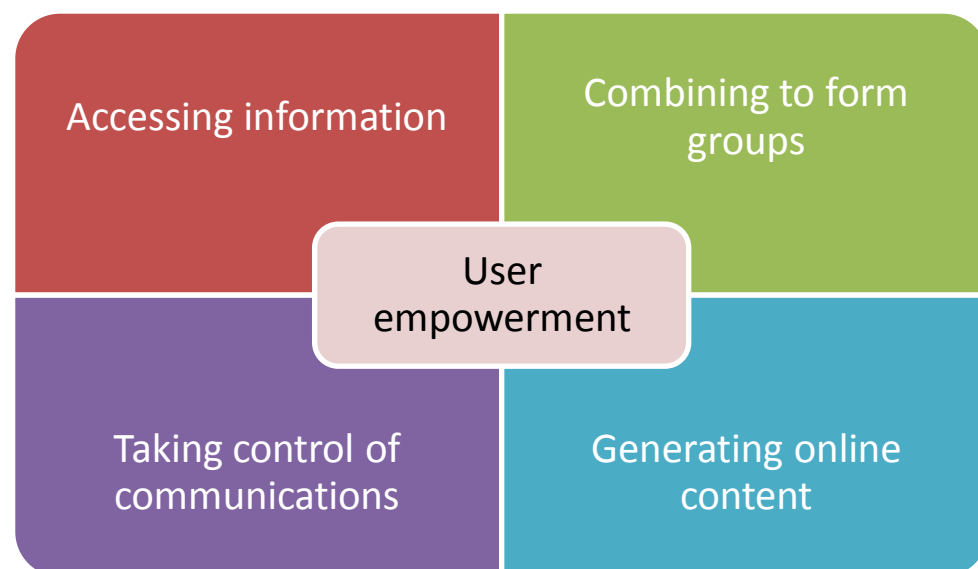 Accessing information
Combining to form
groups
User
empowerment
Taking control of
communications
Generating online
content